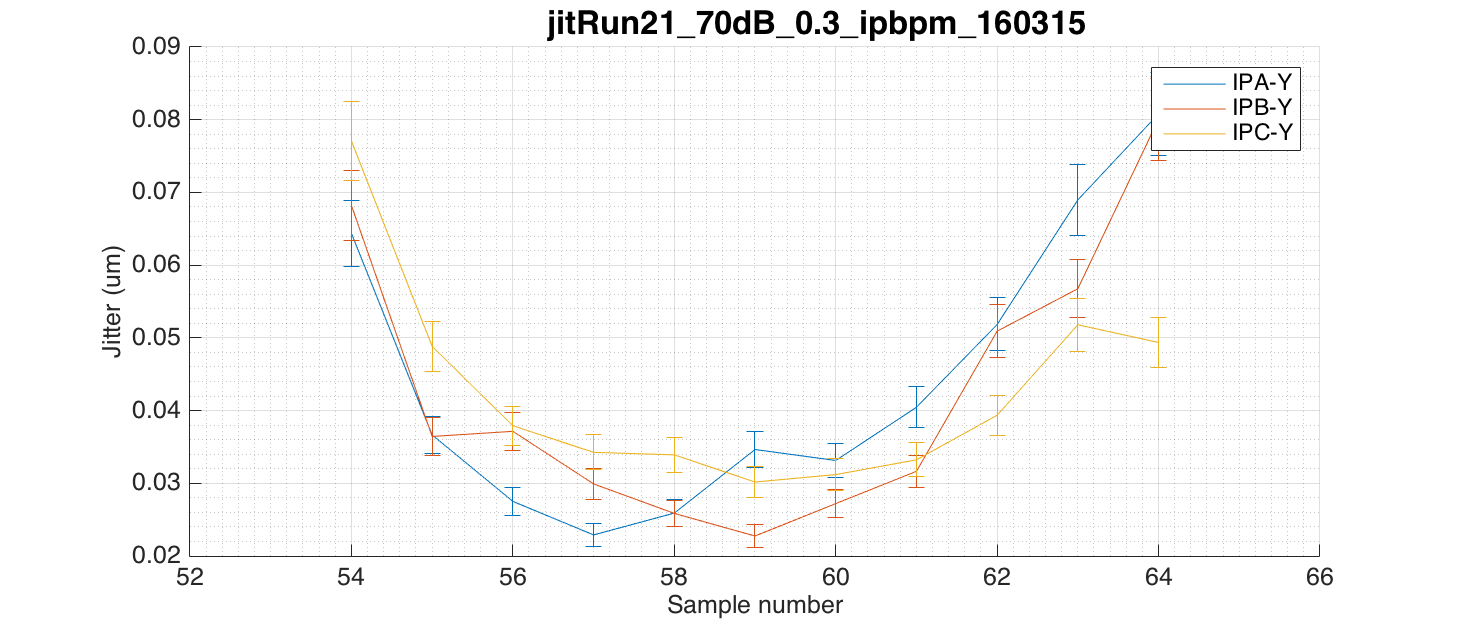 jitRun21_70dB_0.3_ipbpm_160315
0.09
0.08
0.07
0.06
0.05
0.04
0.03
0.02
Jitter (um)
IPA-Y
IPB-Y
IPC-Y
52 54 56 58 60 62 64 66
Sample number